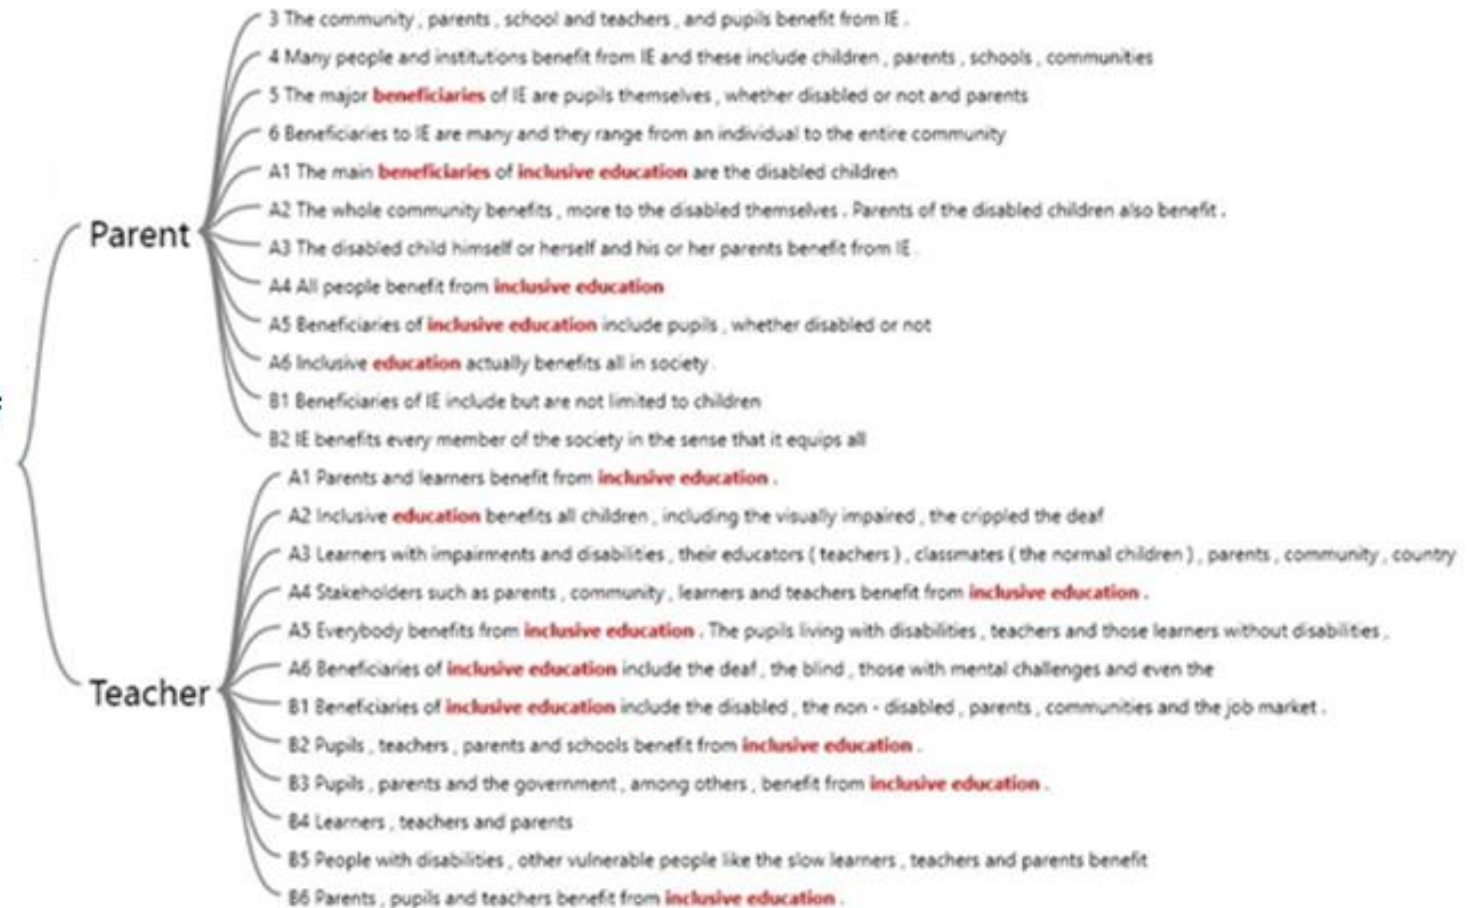 3 The community , parents , school and teachers , and pupils benefit from IE .
4 Many people and institutions benefit from IE and these include children , parents , schools , communities
5 The major beneficiaries of IE are pupils themselves , whether disabled or not and parents
6 Beneficiaries to IE are many and they range from an individual to the entire community
A1 The main beneficiaries of inclusive education are the disabled children
A2 The whole community benefits , more to the disabled themselves . Parents of the disabled children also benefit .
Parent
A3 The disabled child himself or herself and his or her parents benefit from IE .
A4 All people benefit from inclusive education
A5 Beneficiaries of inclusive education include pupils , whether disabled or not
A6 Inclusive education actually benefits all in society .
B1 Beneficiaries of IE include but are not limited to children
B2 IE benefits every member of the society in the sense that it equips all
A1 Parents and learners benefit from inclusive education .
A2 Inclusive education benefits all children , including the visually impaired , the crippled the deaf
A3 Learners with impairments and disabilities , their educators ( teachers ) , classmates ( the normal children ) , parents , community , country
A4 Stakeholders such as parents , community , learners and teachers benefit from inclusive education .
A5 Everybody benefits from inclusive education . The pupils living with disabilities , teachers and those learners without disabilities ,
A6 Beneficiaries of inclusive education include the deaf , the blind , those with mental challenges and even the
Teacher
B1 Beneficiaries of inclusive education include the disabled , the non - disabled , parents , communities and the job market .
B2 Pupils , teachers , parents and schools benefit from inclusive education .
B3 Pupils , parents and the government , among others , benefit from inclusive education .
B4 Learners , teachers and parents
B5 People with disabilities , other vulnerable people like the slow learners , teachers and parents benefit
B6 Parents , pupils and teachers benefit from inclusive education .